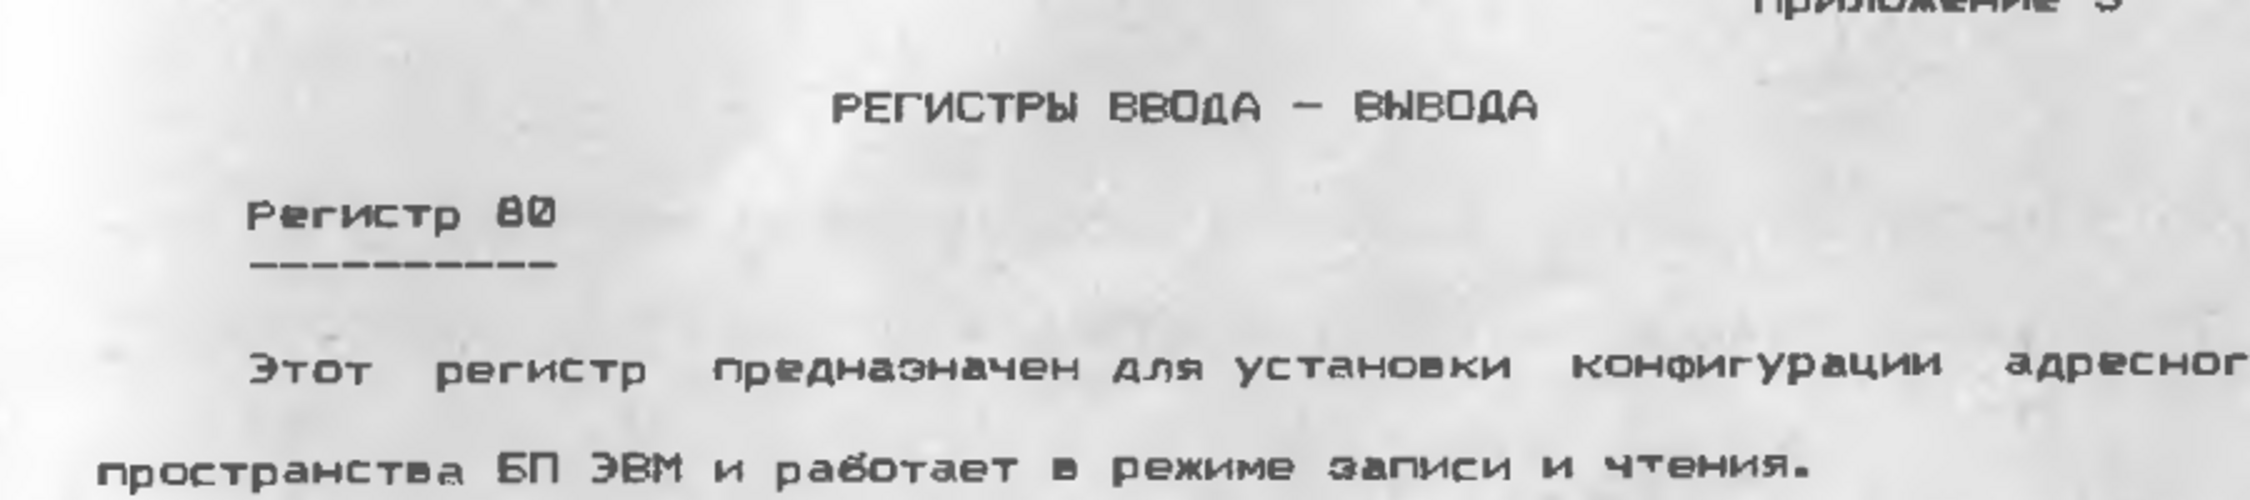 Приложение
РЕГИСТРЫ ВВОДА - ВЫВОДА
Регистр 80
----------
Этот регистр предназначен для установки конфигурации адресног
пространства БП ЭВМ и работает в режиме записи и чтения.